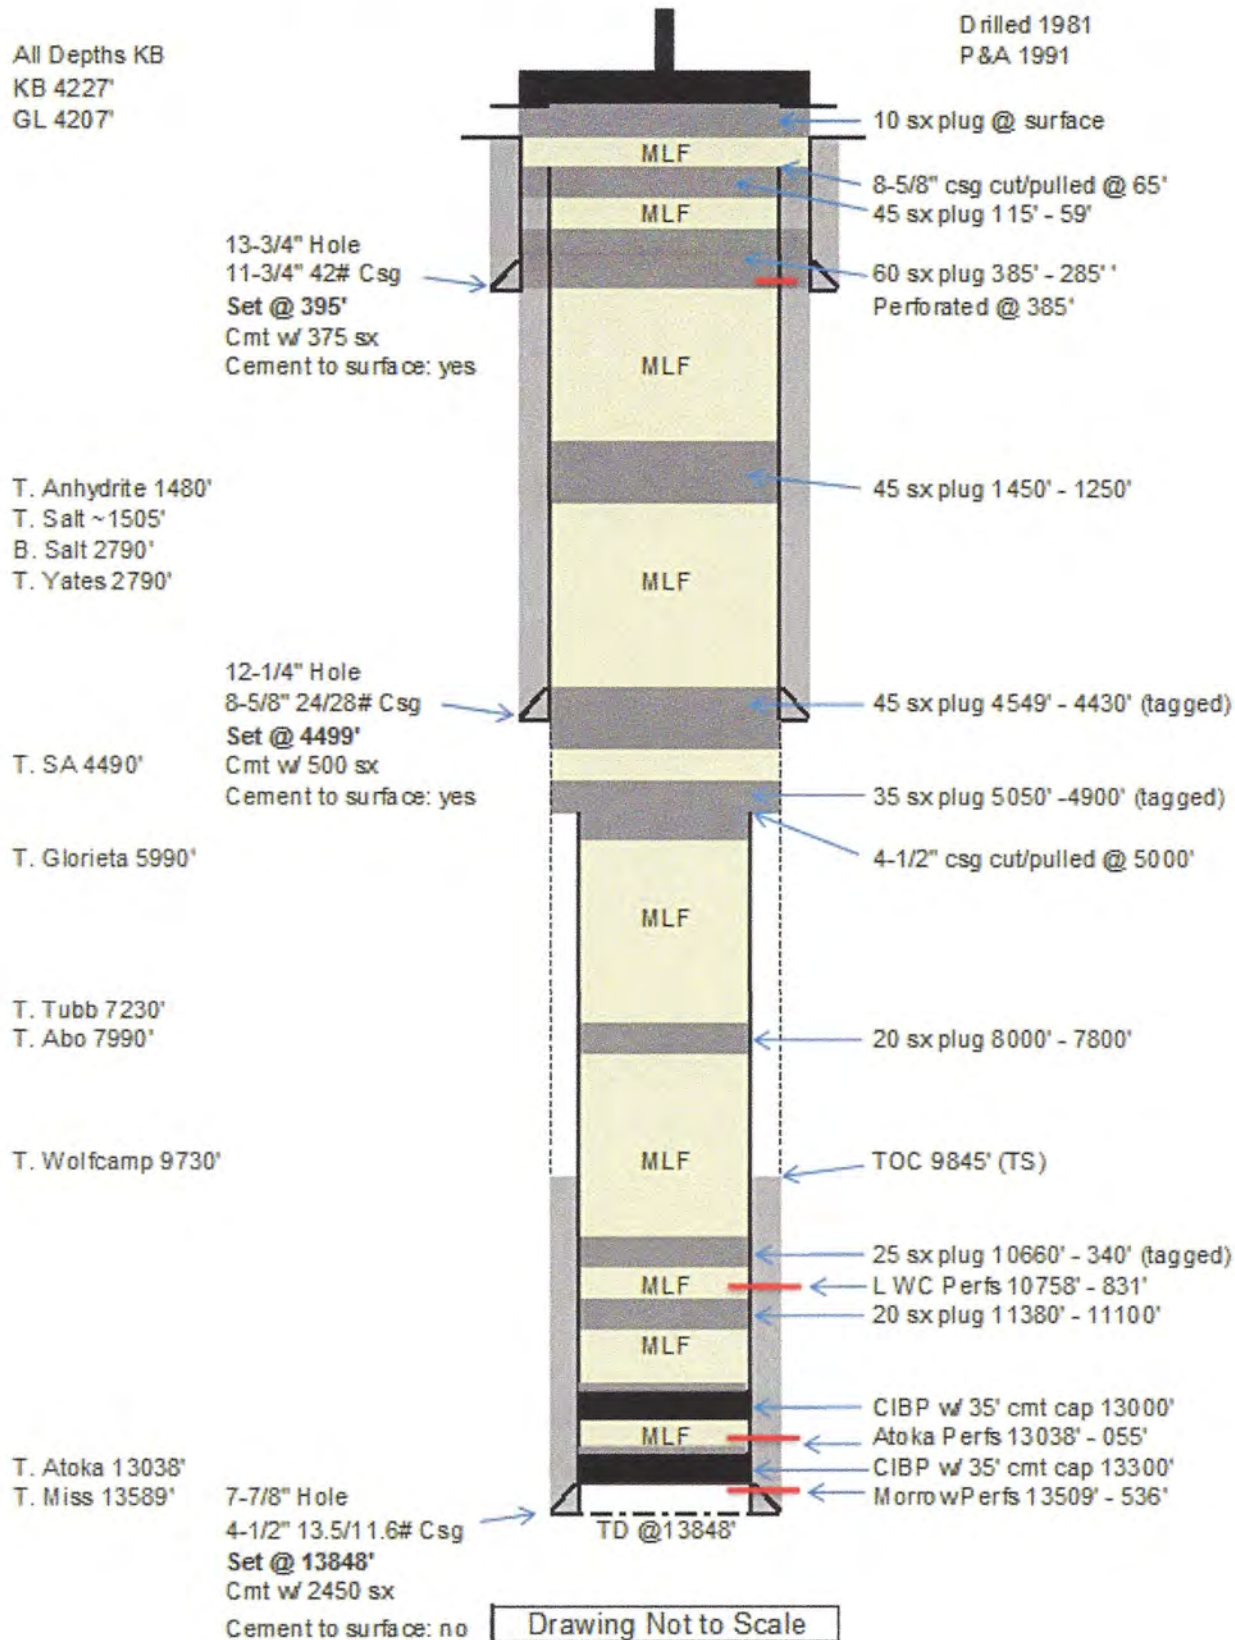 All Depths KB
KB 4227'
GL 4207'
Drilled 1981
P&A 1991
10 sx plug @ surface
MLF
8-5/8" csg cut/pulled @ 65'
45 sx plug 115' - 59'
MLF
13-3/4" Hole
11-3/4" 42# Csg
Set @ 395'
Cmt w/ 375 sx
Cement to surface: yes
60 sx plug 385' - 285' '
Perforated @ 385'
MLF
T. Anhydrite 1480'
T. Salt ~1505'
B. Salt 2790'
T. Yates 2790'
45 sx plug 1450' - 1250'
MLF
12-1/4" Hole
8-5/8" 24/28# Csg
Set @ 4499'
Cmt w/ 500 sx
Cement to surface: yes
45 sx plug 4549' - 4430' (tagged)
T. SA 4490'
35 sx plug 5050' -4900' (tagged)
4-1/2" csg cut/pulled @ 5000'
T. Glorieta 5990'
MLF
T. Tubb 7230'
T. Abo 7990'
20 sx plug 8000' - 7800'
T. Wolfcamp 9730'
MLF
TOC 9845' (TS)
25 sx plug 10660' - 340' (tagged)
MLF
L WC Perfs 10758' - 831'
20 sx plug 11380' - 11100'
MLF
CIBP w/ 35' cmt cap 13000'
MLF
Atoka Perfs 13038' - 055'
CIBP w/ 35' cmt cap 13300'
Morrow Perfs 13509' - 536'
T. Atoka 13038'
T. Miss 13589'
7-7/8" Hole
4-1/2" 13.5/11.6# Csg
Set @ 13848'
Cmt w/ 2450 sx
Cement to surface: no
TD @13848'
Drawing Not to Scale